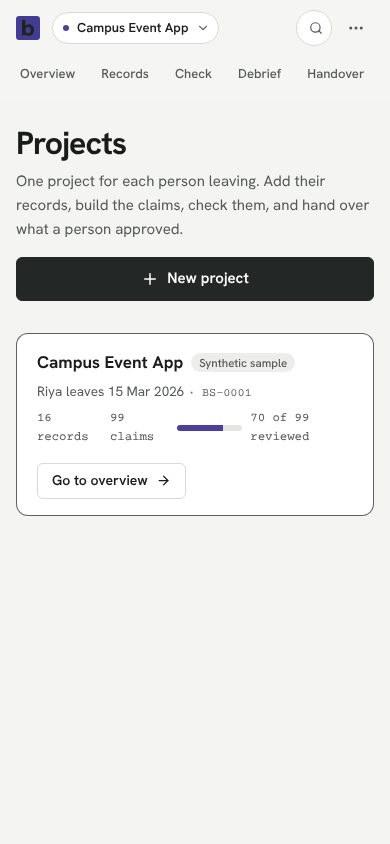 b
Campus Event App
Overview Records Check Debrief Handover
Projects
One project for each person leaving. Add their
records, build the claims, check them, and hand over
what a person approved.
New project
Campus Event App Synthetic sample
Riya leaves 15 Mar 2026 · BS-0001
16 records
99 claims
70 of 99 reviewed
Go to overview